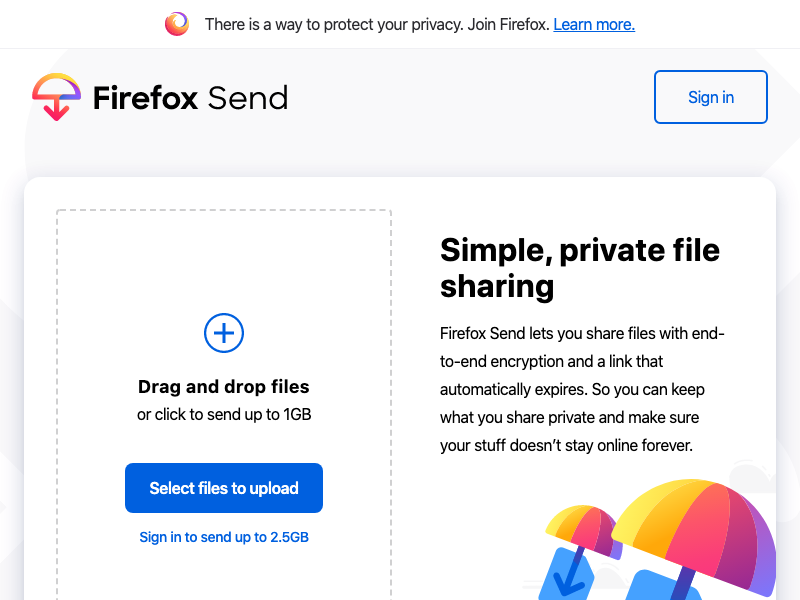 There is a way to protect your privacy. Join Firefox. Learn more.
Firefox Send
Sign in
Drag and drop files
or click to send up to 1GB
Select files to upload
Sign in to send up to 2.5GB
Simple, private file
sharing
Firefox Send lets you share files with end-
to-end encryption and a link that
automatically expires. So you can keep
what you share private and make sure
your stuff doesn’t stay online forever.